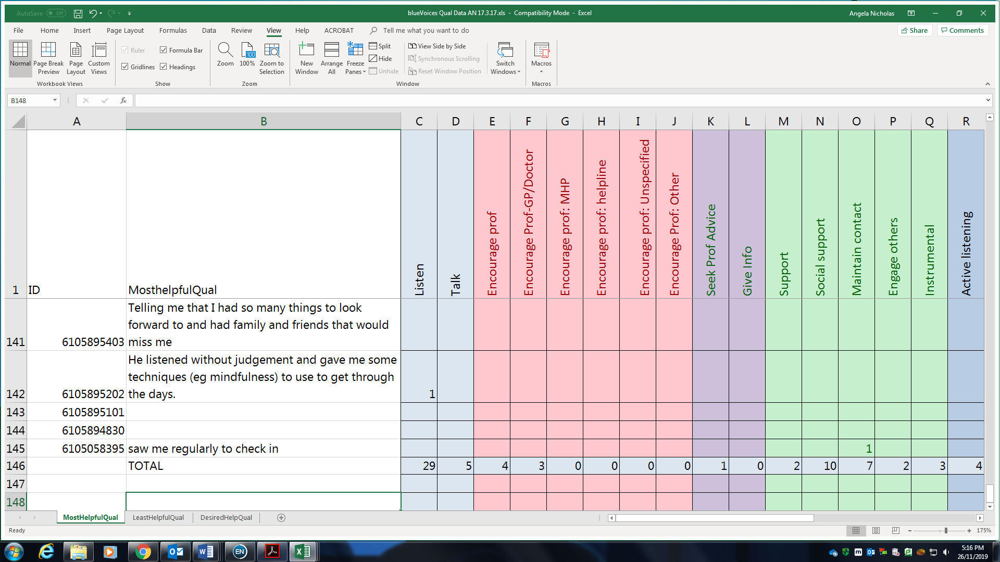 AutoSave Off
blueVoices Qual Data AN 17.3.17.xls - Compatibility Mode - Excel
Angela Nicholas
File Home Insert Page Layout Formulas Data Review View Help ACROBAT Tell me what you want to do
Share Comments
Normal
Page Break
Preview
Page
Layout
Custom
Views
Workbook Views
Ruler
Formula Bar
Gridlines
Headings
Show
Zoom
100
100%
Zoom to
Selection
Zoom
New
Window
Arrange
All
Freeze
Panes
Split
Hide
Unhide
View Side by Side
Synchronous Scrolling
Reset Window Position
Window
Switch
Windows
Macros
Macros
B148
fx
A B C D E F G H I J K L M N O P Q R
1 ID MosthelpfulQual
Listen
Talk
Encourage prof
Encourage Prof-GP/Doctor
Encourage prof: MHP
Encourage prof: helpline
Encourage prof: Unspecified
Encourage Prof: Other
Seek Prof Advice
Give Info
Support
Social support
Maintain contact
Engage others
Instrumental
Active listening
Telling me that I had so many things to look
forward to and had family and friends that would
141 6105895403 miss me
He listened without judgement and gave me some
techniques (eg mindfulness) to use to get through
142 6105895202 the days. 1
143 6105895101
144 6105894830
145 6105058395 saw me regularly to check in 1
146 TOTAL 29 5 4 3 0 0 0 0 1 0 2 10 7 2 3 4
147
148
MostHelpfulQual LeastHelpfulQual DesiredHelpQual
Ready
175%
EN
5:16 PM
26/11/2019